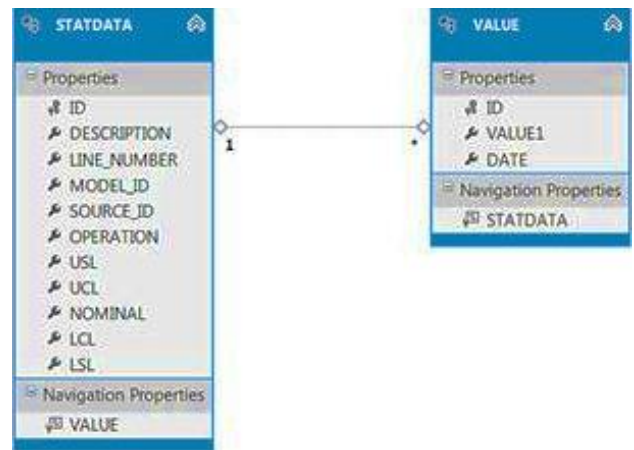 STATDATA
Properties
ID
DESCRIPTION
LINE_NUMBER
MODEL_ID
SOURCE_ID
OPERATION
USL
UCL
NOMINAL
LCL
LSL
Navigation Properties
VALUE
1
*
VALUE
Properties
ID
VALUE1
DATE
Navigation Properties
STATDATA